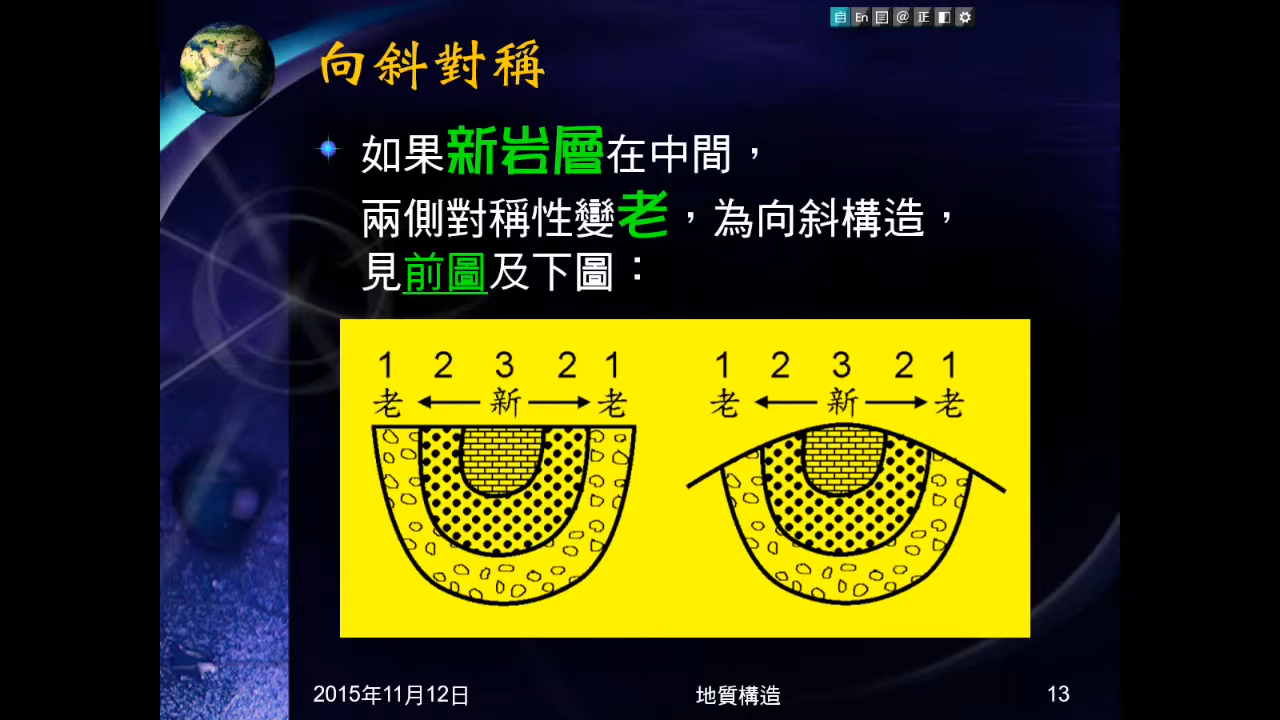 自 En @ 正
向斜對稱
如果新岩層在中間，
兩側對稱性變老，為向斜構造，
見前圖及下圖：
1 2 3 2 1 1 2 3 2 1
老 新 老 老 新 老
2015年11月12日 地質構造 13